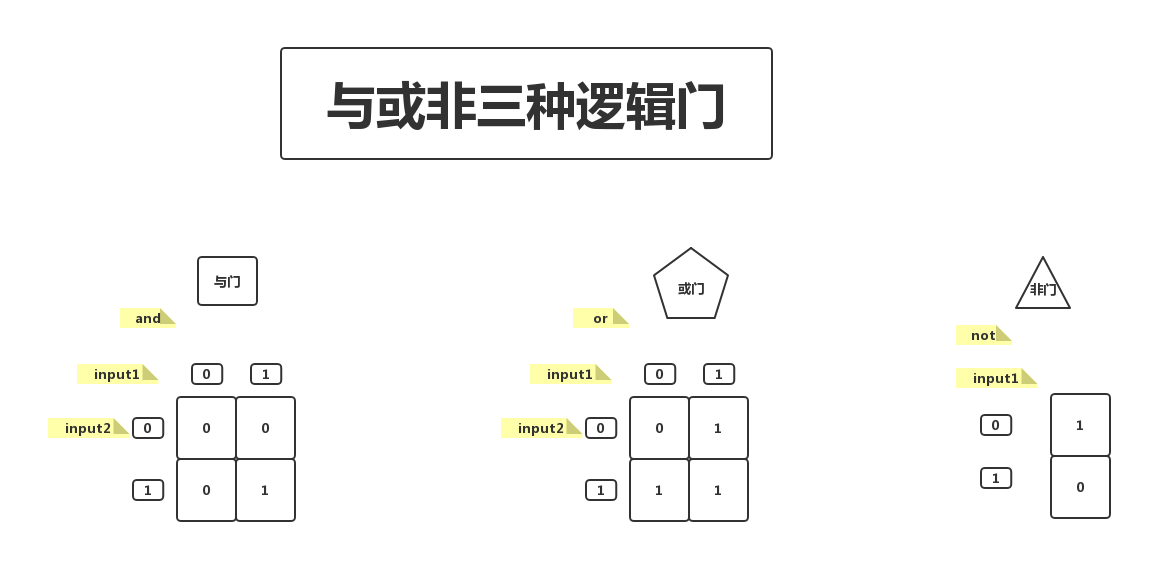 与或非三种逻辑门
与门
and
input1 0 1
input2 0 0 0
1 0 1
或门
or
input1 0 1
input2 0 0 1
1 1 1
非门
not
input1
0 1
1 0